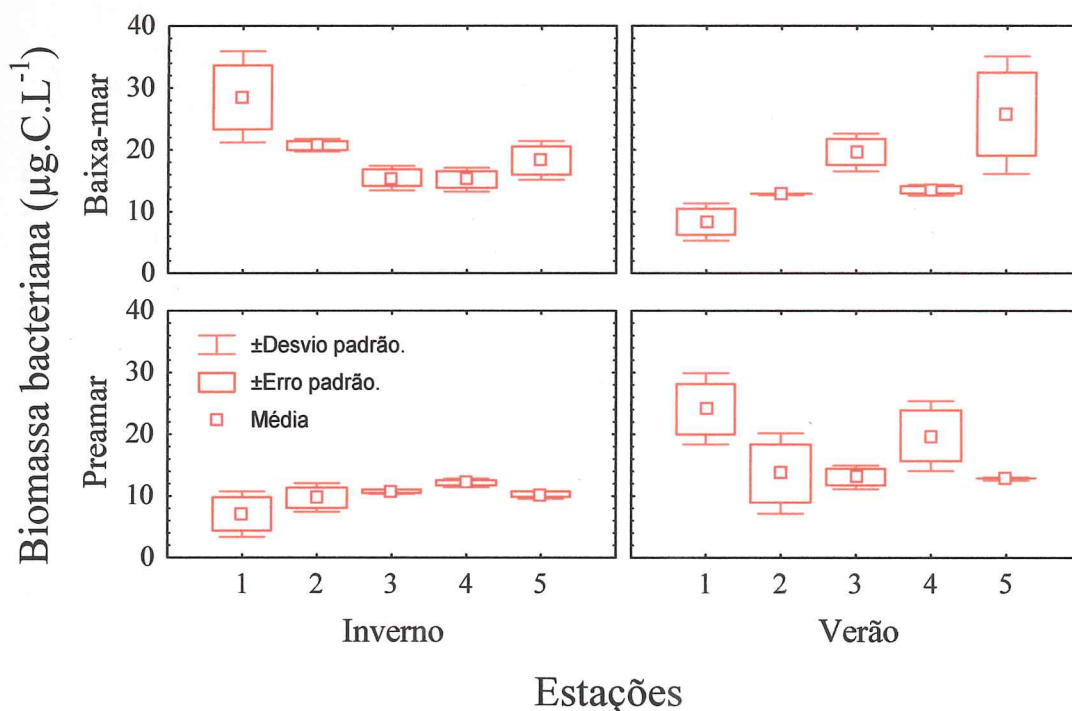 Biomassa bacteriana (µg.C.L⁻¹)
Baixa-mar
40
30
20
10
0
Preamar
40
30
20
10
0
±Desvio padrão.
±Erro padrão.
Média
1 2 3 4 5
1 2 3 4 5
Inverno
Verão
Estações